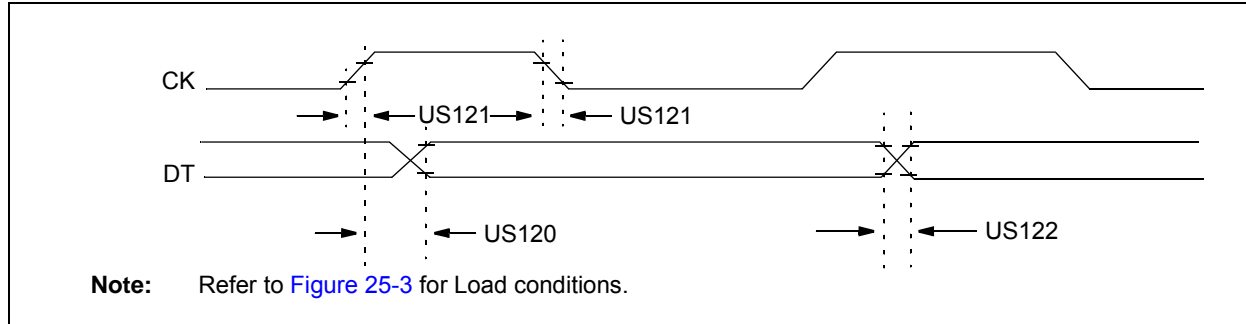 CK
US121 US121
DT
US120 US122
Note: Refer to Figure 25-3 for Load conditions.